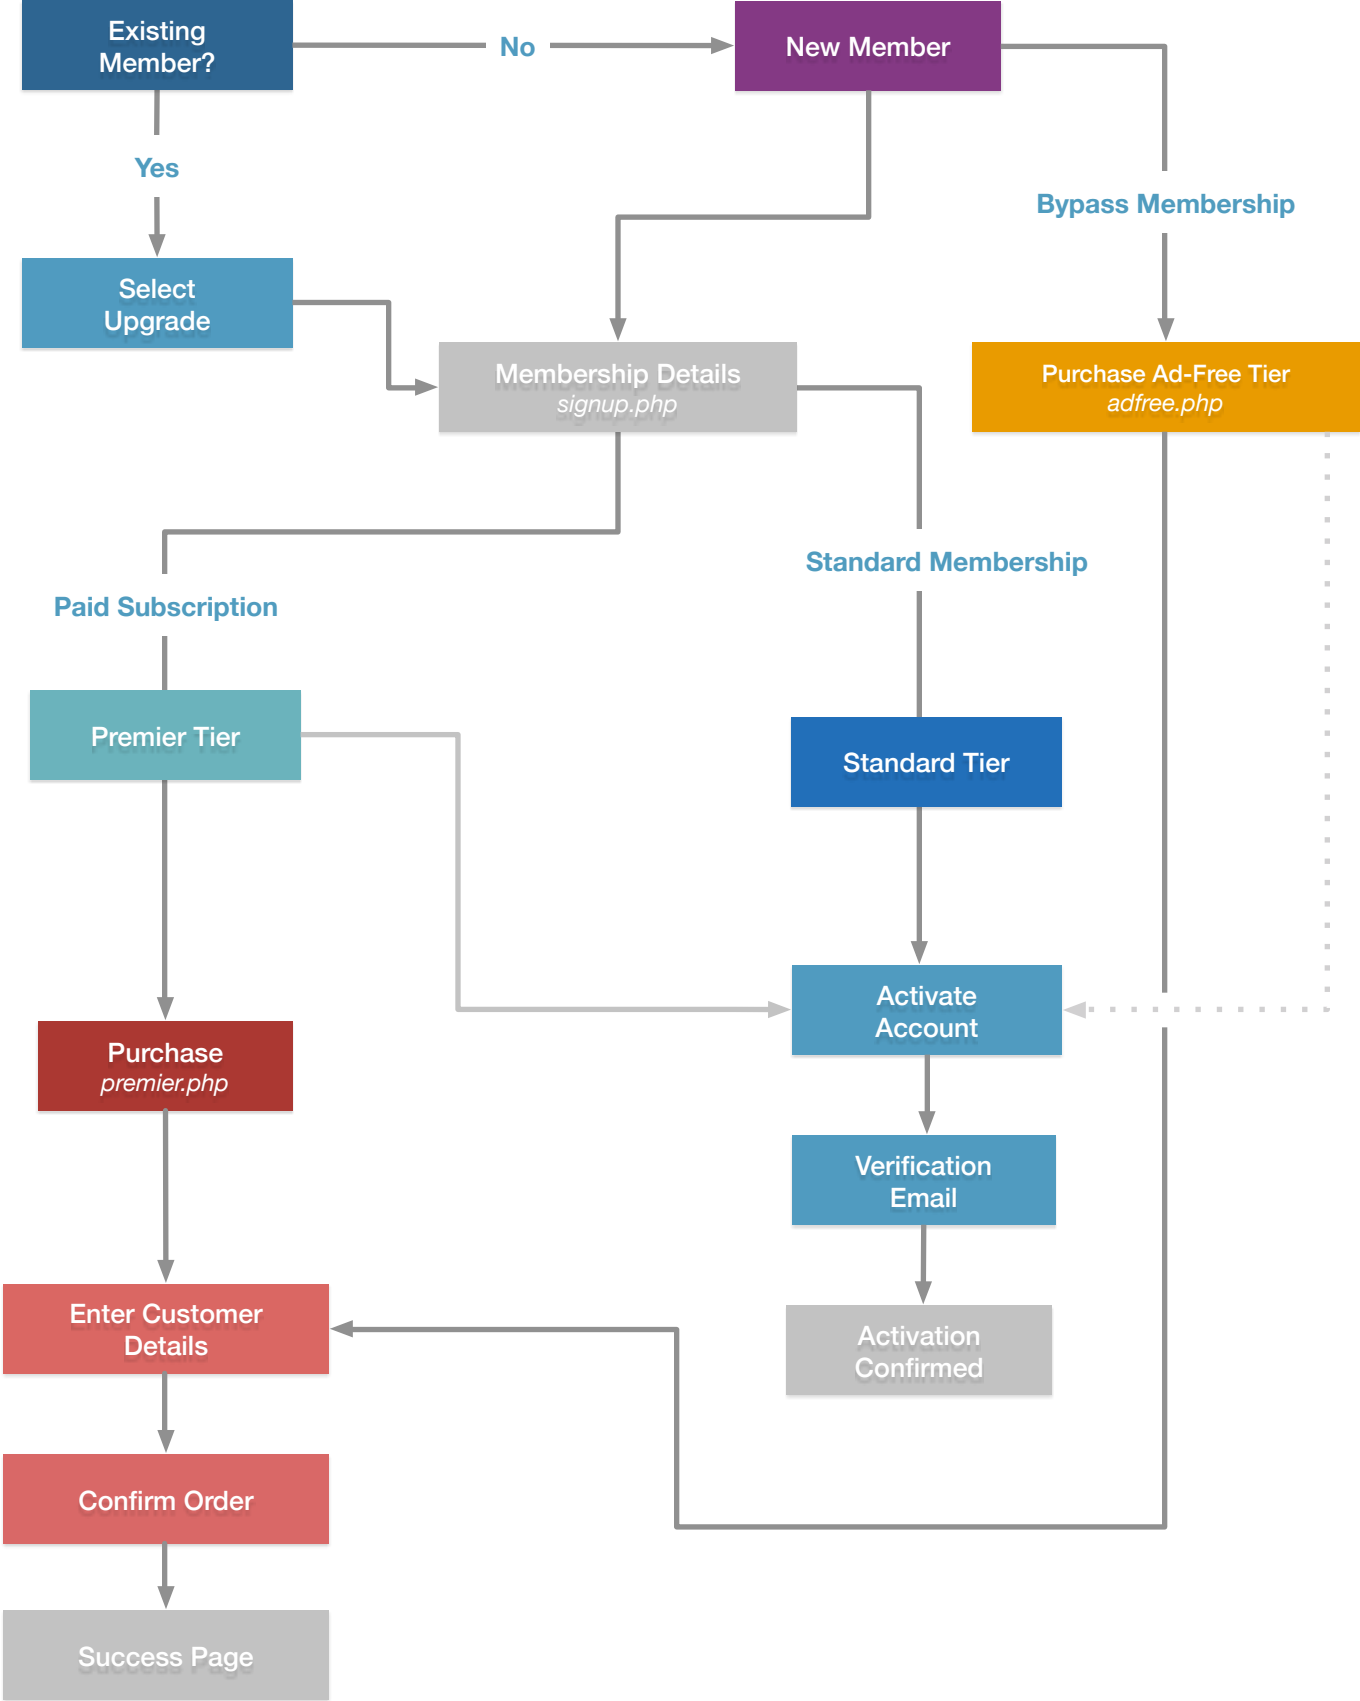 Existing
Member?
No
New Member
Yes
Bypass Membership
Select
Upgrade
Membership Details
signup.php
Purchase Ad-Free Tier
adfree.php
Standard Membership
Paid Subscription
Premier Tier
Standard Tier
Activate
Account
Purchase
premier.php
Verification
Email
Enter Customer
Details
Activation
Confirmed
Confirm Order
Success Page